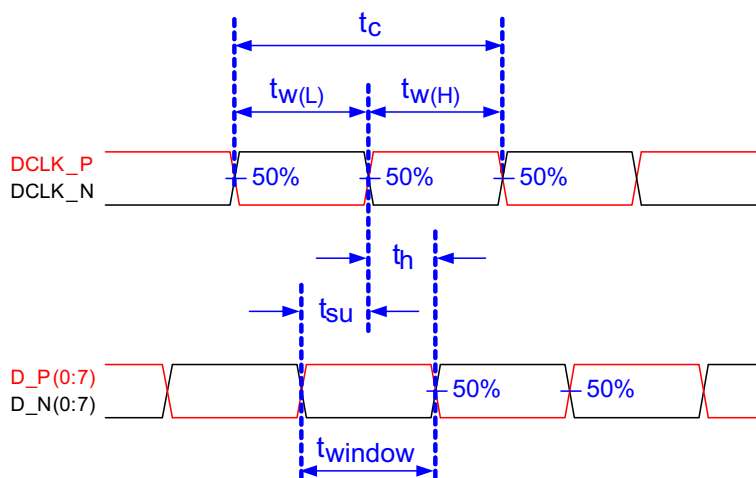 tc
tw(L) tw(H)
DCLK_P
DCLK_N
50% 50% 50%
th
tsu
D_P(0:7)
D_N(0:7)
50% 50%
twindow